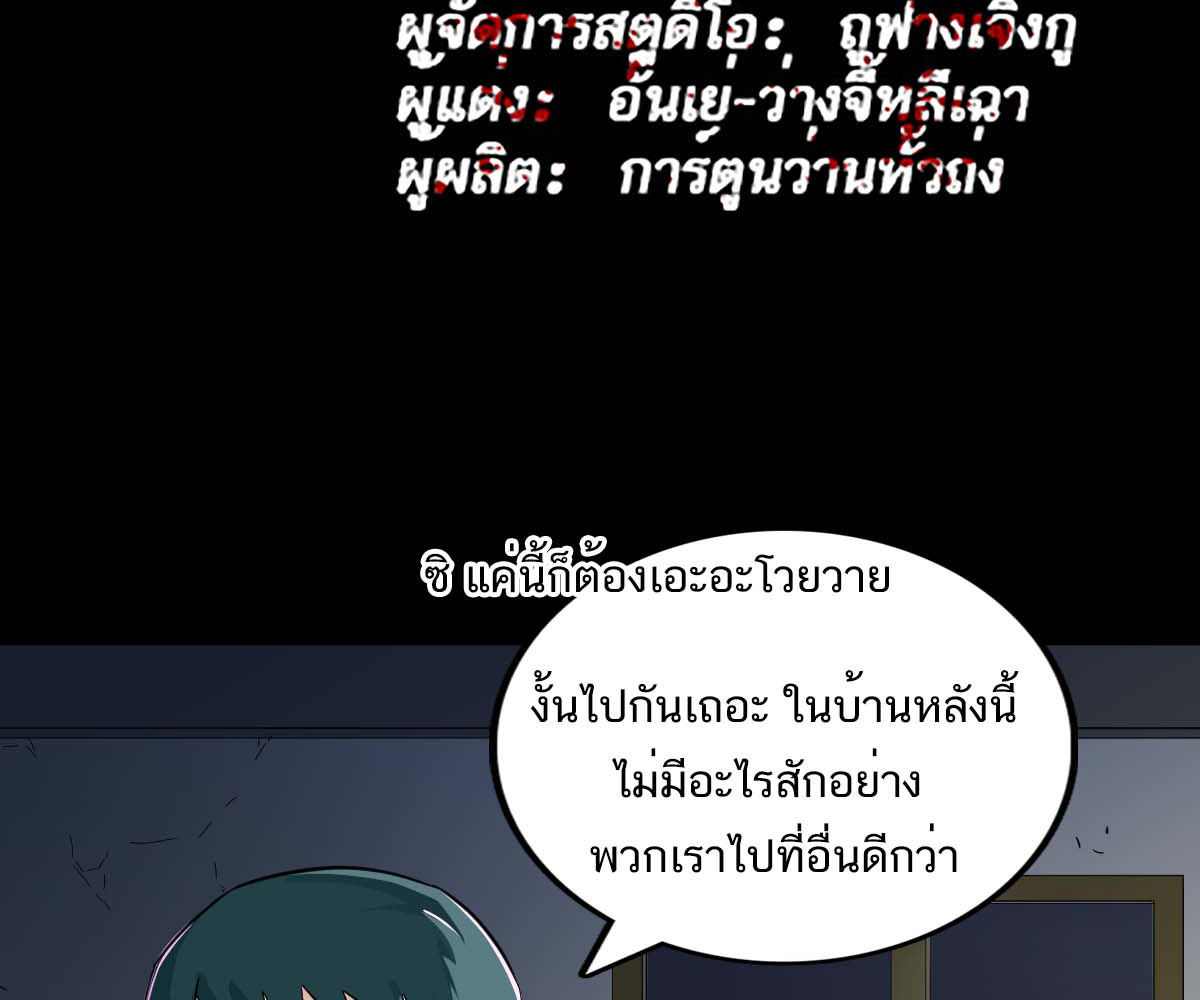 ผู้จัดการสตูดิโอ: ถูฟางเจิงกู
ผู้แต่ง: อั้นเย่-ว่างจี้หลีเฉ่า
ผู้ผลิต: การ์ตูนว่านทั่วถง
ซิ แค่นี้ก็ต้องเอะอะโวยวาย
งั้นไปกันเถอะ ในบ้านหลังนี้
ไม่มีอะไรสักอย่าง
พวกเราไปที่อื่นดีกว่า